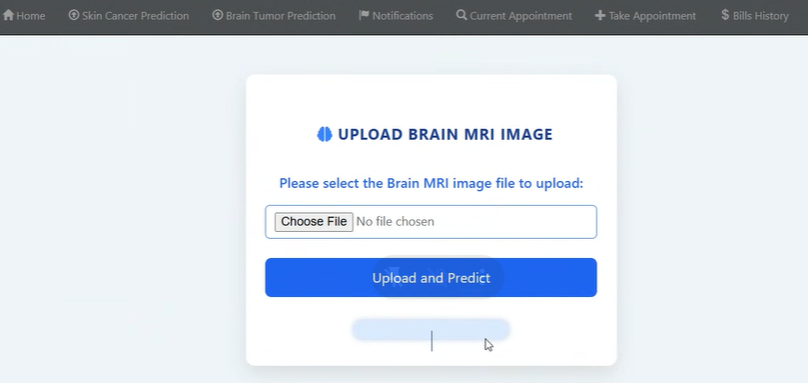 Home Skin Cancer Prediction Brain Tumor Prediction Notifications Current Appointment Take Appointment $ Bills History
UPLOAD BRAIN MRI IMAGE
Please select the Brain MRI image file to upload:
Choose File No file chosen
Upload and Predict